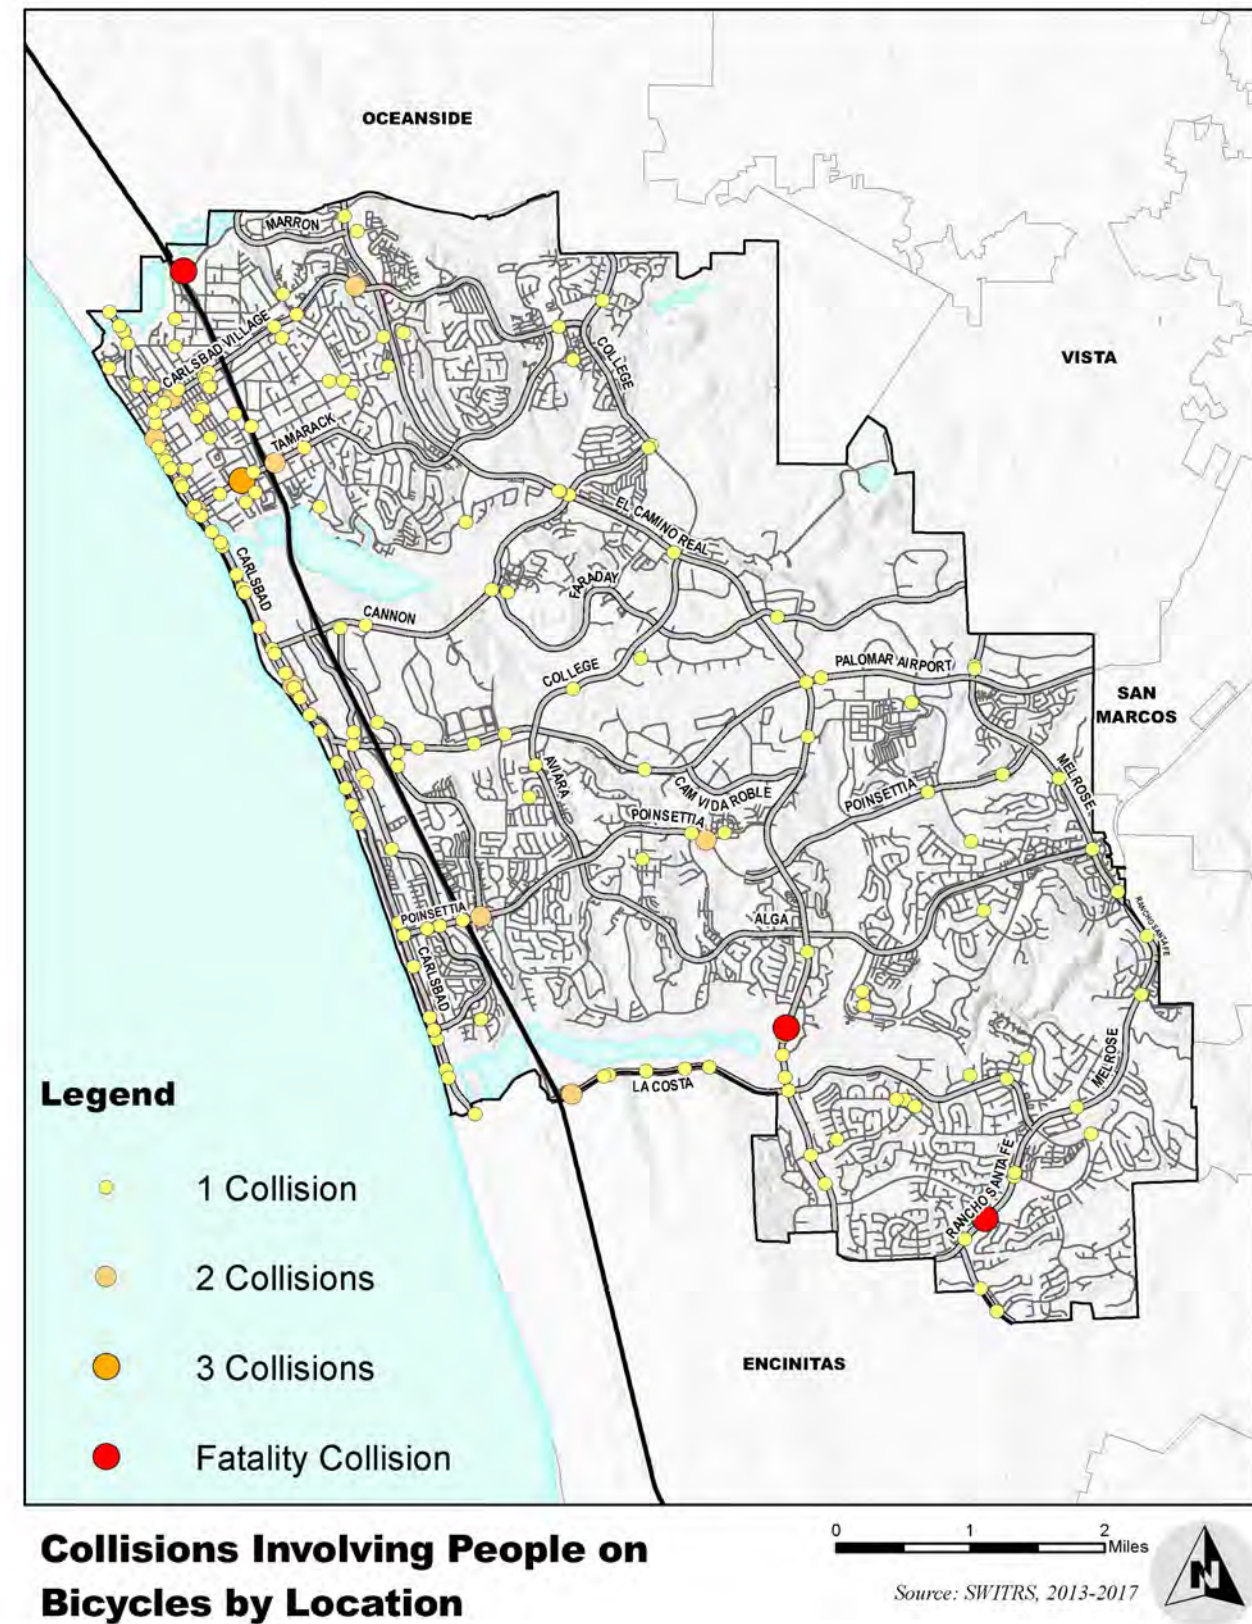 OCEANSIDE
MARRON
CARLSBAD VILLAGE
COLLEGE
VISTA
TAMARACK
EL CAMINO REAL
CARLSBAD
FARADAY
CANNON
COLLEGE
PALOMAR AIRPORT
SAN
MARCOS
AVIARA
CAM VIDA ROBLE
MELROSE
POINSETTIA
POINSETTIA
POINSETTIA
ALGA
RANCHO SANTA FE
CARLSBAD
LA COSTA
MELROSE
RANCHO SANTA FE
ENCINITAS
Legend
1 Collision
2 Collisions
3 Collisions
Fatality Collision
Collisions Involving People on
Bicycles by Location
0 1 2
Miles
Source: SWITRS, 2013-2017
N